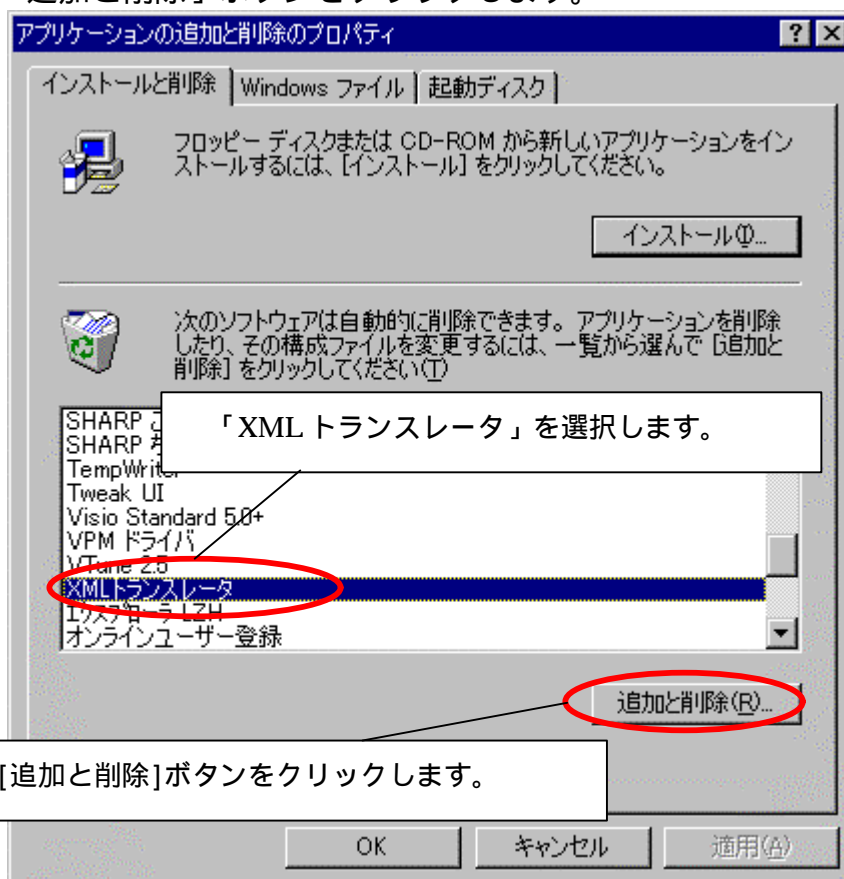 追加と削除」ボタンをクリックします。
アプリケーションの追加と削除のプロパティ
インストールと削除 Windows ファイル 起動ディスク
フロッピー ディスクまたは CD-ROM から新しいアプリケーションをイン
ストールするには、[インストール] をクリックしてください。
インストール(I)...
次のソフトウェアは自動的に削除できます。アプリケーションを削除
したり、その構成ファイルを変更するには、一覧から選んで [追加と
削除] をクリックしてください(T)
SHARP
SHARP
「XML トランスレータ」を選択します。
TempWriter
Tweak UI
Visio Standard 5.0+
VPM ドライバ
VTune 2.5
XMLトランスレータ
エクスプローラ LZH
オンラインユーザー登録
追加と削除(R)...
[追加と削除]ボタンをクリックします。
OK キャンセル 適用(A)